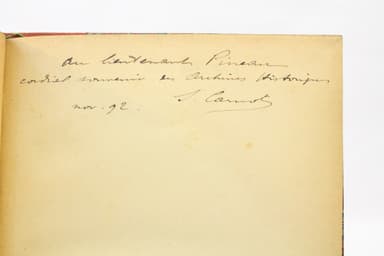 au lieutenant Pineau
cordial souvenir des Archives Historiques
nov. 92. S. Carnot